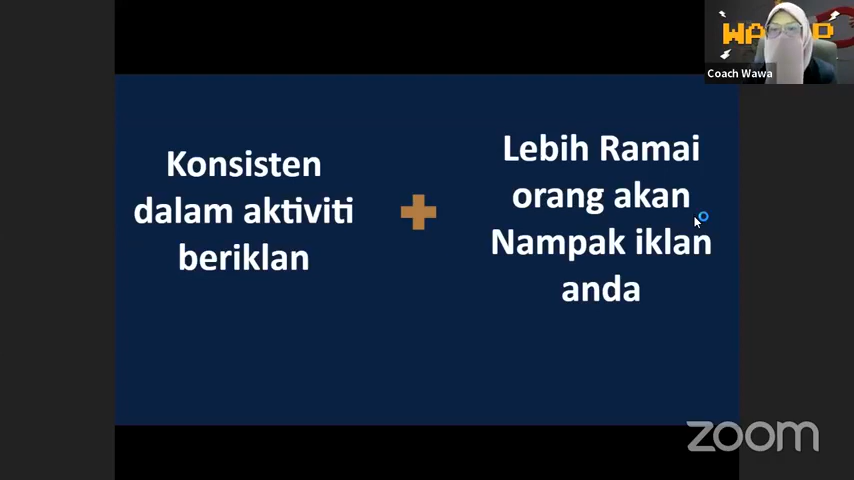 Konsisten
dalam aktiviti
beriklan
Lebih Ramai
orang akan
Nampak iklan
anda
Coach Wawa
zoom